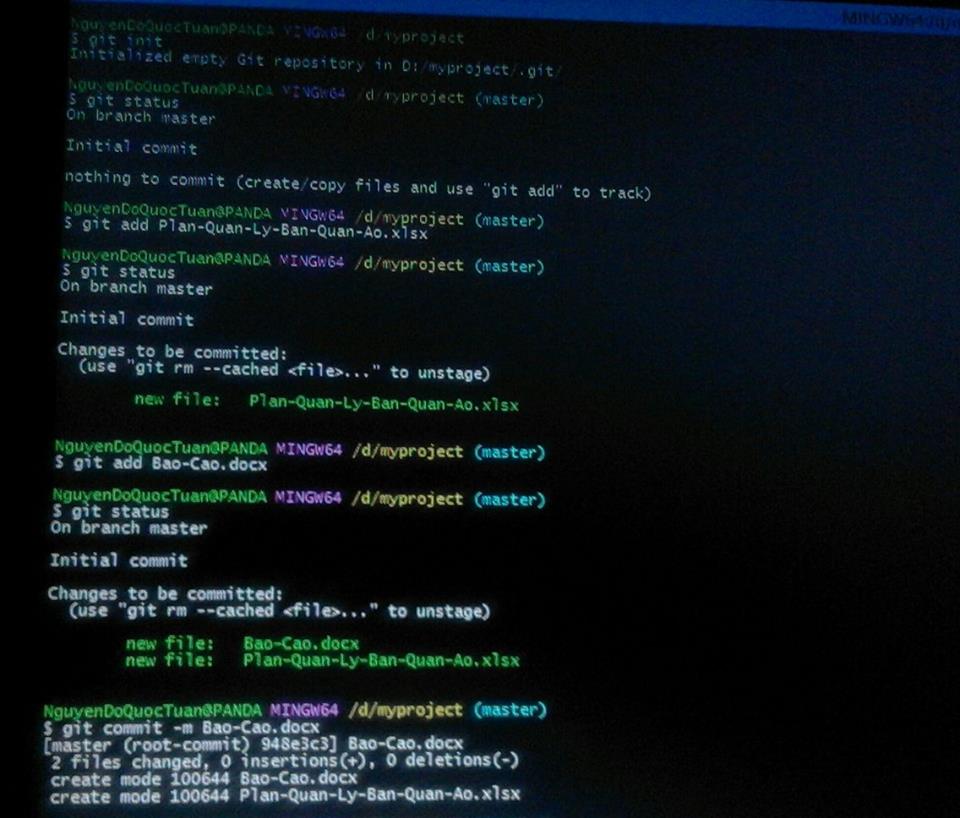 MINGW64:/d/
NguyenDoQuocTuan@PANDA MINGW64 /d/myproject
$ git init
Initialized empty Git repository in D:/myproject/.git/
NguyenDoQuocTuan@PANDA MINGW64 /d/myproject (master)
$ git status
On branch master
Initial commit
nothing to commit (create/copy files and use "git add" to track)
NguyenDoQuocTuan@PANDA MINGW64 /d/myproject (master)
$ git add Plan-Quan-Ly-Ban-Quan-Ao.xlsx
NguyenDoQuocTuan@PANDA MINGW64 /d/myproject (master)
$ git status
On branch master
Initial commit
Changes to be committed:
(use "git rm --cached <file>..." to unstage)
new file: Plan-Quan-Ly-Ban-Quan-Ao.xlsx
NguyenDoQuocTuan@PANDA MINGW64 /d/myproject (master)
$ git add Bao-Cao.docx
NguyenDoQuocTuan@PANDA MINGW64 /d/myproject (master)
$ git status
On branch master
Initial commit
Changes to be committed:
(use "git rm --cached <file>..." to unstage)
new file: Bao-Cao.docx
new file: Plan-Quan-Ly-Ban-Quan-Ao.xlsx
NguyenDoQuocTuan@PANDA MINGW64 /d/myproject (master)
$ git commit -m Bao-Cao.docx
[master (root-commit) 948e3c3] Bao-Cao.docx
2 files changed, 0 insertions(+), 0 deletions(-)
create mode 100644 Bao-Cao.docx
create mode 100644 Plan-Quan-Ly-Ban-Quan-Ao.xlsx